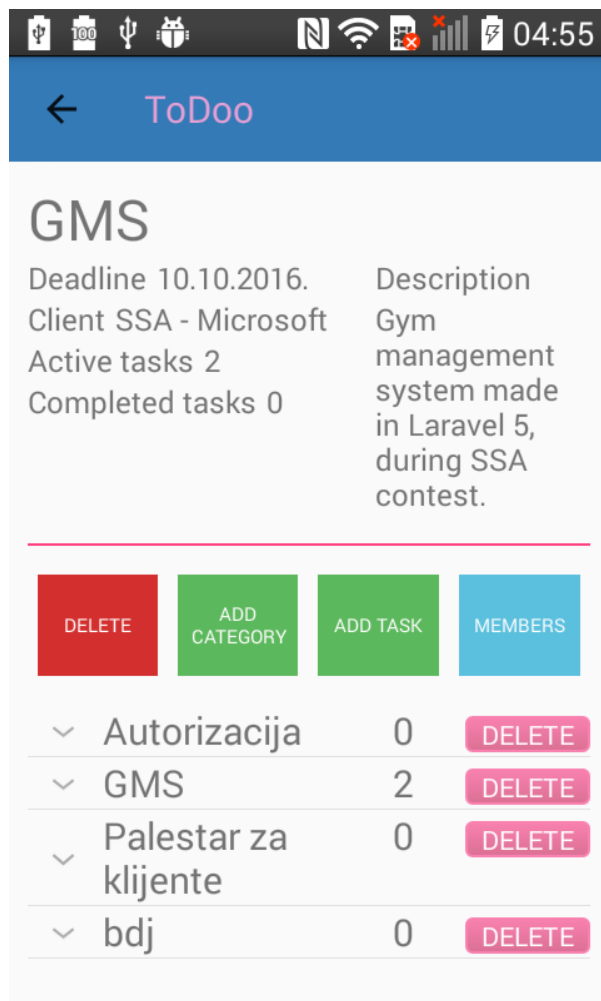 100 04:55
ToDoo
GMS
Deadline 10.10.2016.
Client SSA - Microsoft
Active tasks 2
Completed tasks 0
Description
Gym
management
system made
in Laravel 5,
during SSA
contest.
DELETE
ADD
CATEGORY
ADD TASK
MEMBERS
Autorizacija 0 DELETE
GMS 2 DELETE
Palestar za 0 DELETE
klijente
bdj 0 DELETE